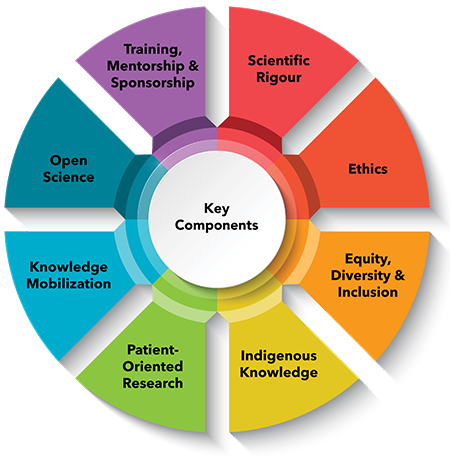 Key
Components
Scientific
Rigour
Ethics
Equity,
Diversity &
Inclusion
Indigenous
Knowledge
Patient-
Oriented
Research
Knowledge
Mobilization
Open
Science
Training,
Mentorship &
Sponsorship